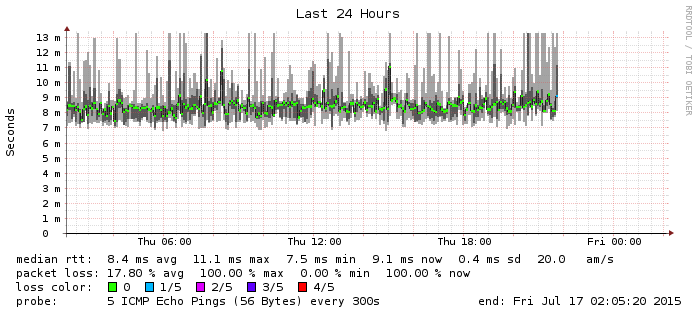 Last 24 Hours
RRDTOOL / TOBI OETIKER
Seconds
13 m
12 m
11 m
10 m
9 m
8 m
7 m
6 m
5 m
4 m
3 m
2 m
1 m
0
Thu 06:00 Thu 12:00 Thu 18:00 Fri 00:00
median rtt: 8.4 ms avg 11.1 ms max 7.5 ms min 9.1 ms now 0.4 ms sd 20.0 am/s
packet loss: 17.80 % avg 100.00 % max 0.00 % min 100.00 % now
loss color: 0 1/5 2/5 3/5 4/5
probe: 5 ICMP Echo Pings (56 Bytes) every 300s end: Fri Jul 17 02:05:20 2015